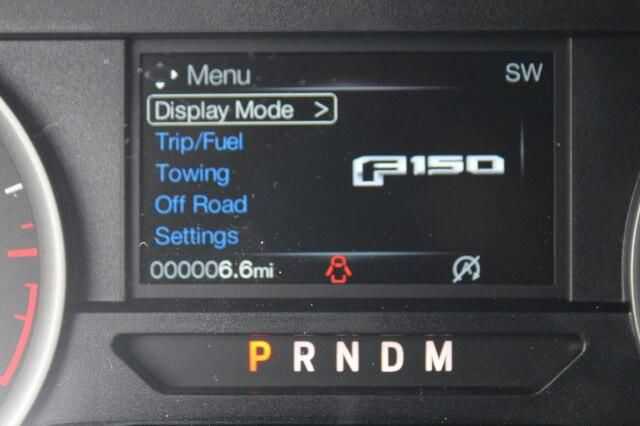 Menu SW
Display Mode >
Trip/Fuel
Towing
F150
Off Road
Settings
000006.6mi
P R N D M